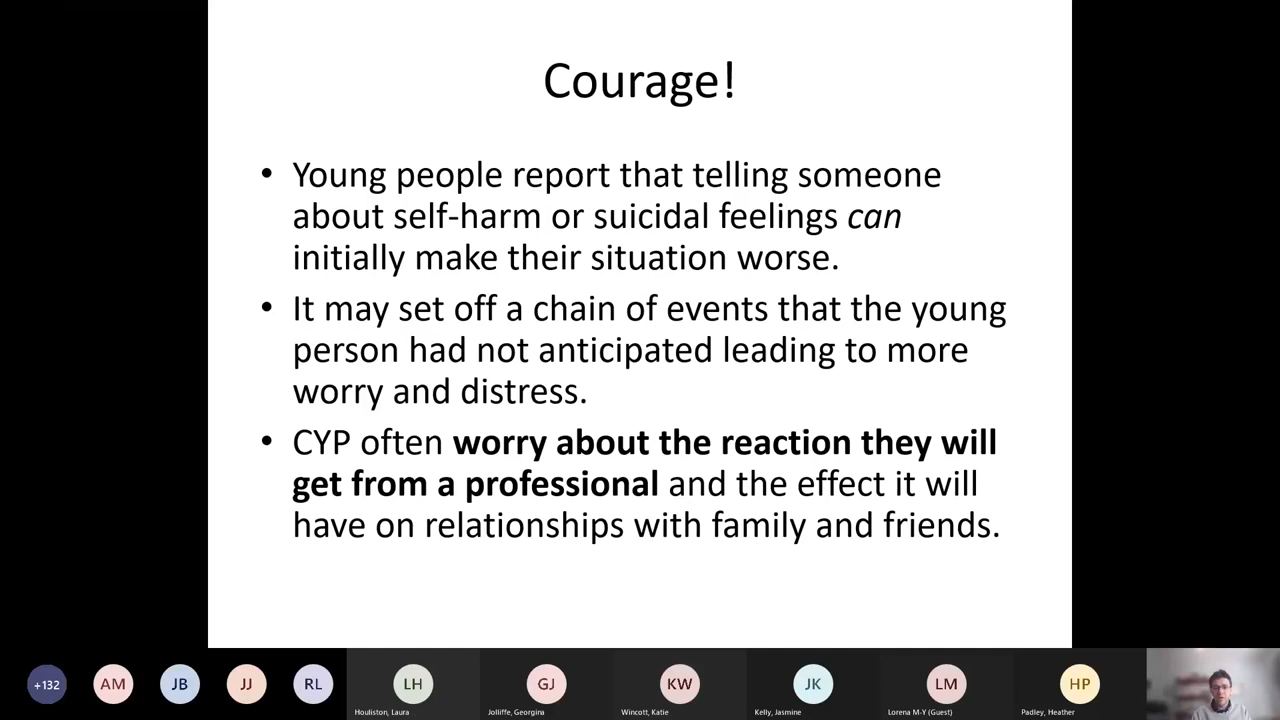 Courage!
• Young people report that telling someone
about self-harm or suicidal feelings can
initially make their situation worse.
• It may set off a chain of events that the young
person had not anticipated leading to more
worry and distress.
• CYP often worry about the reaction they will
get from a professional and the effect it will
have on relationships with family and friends.
+132 AM JB JJ RL LH GJ KW JK LM HP
Houliston, Laura Jolliffe, Georgina Wincott, Katie Kelly, Jasmine Lorena M-Y (Guest) Padley, Heather